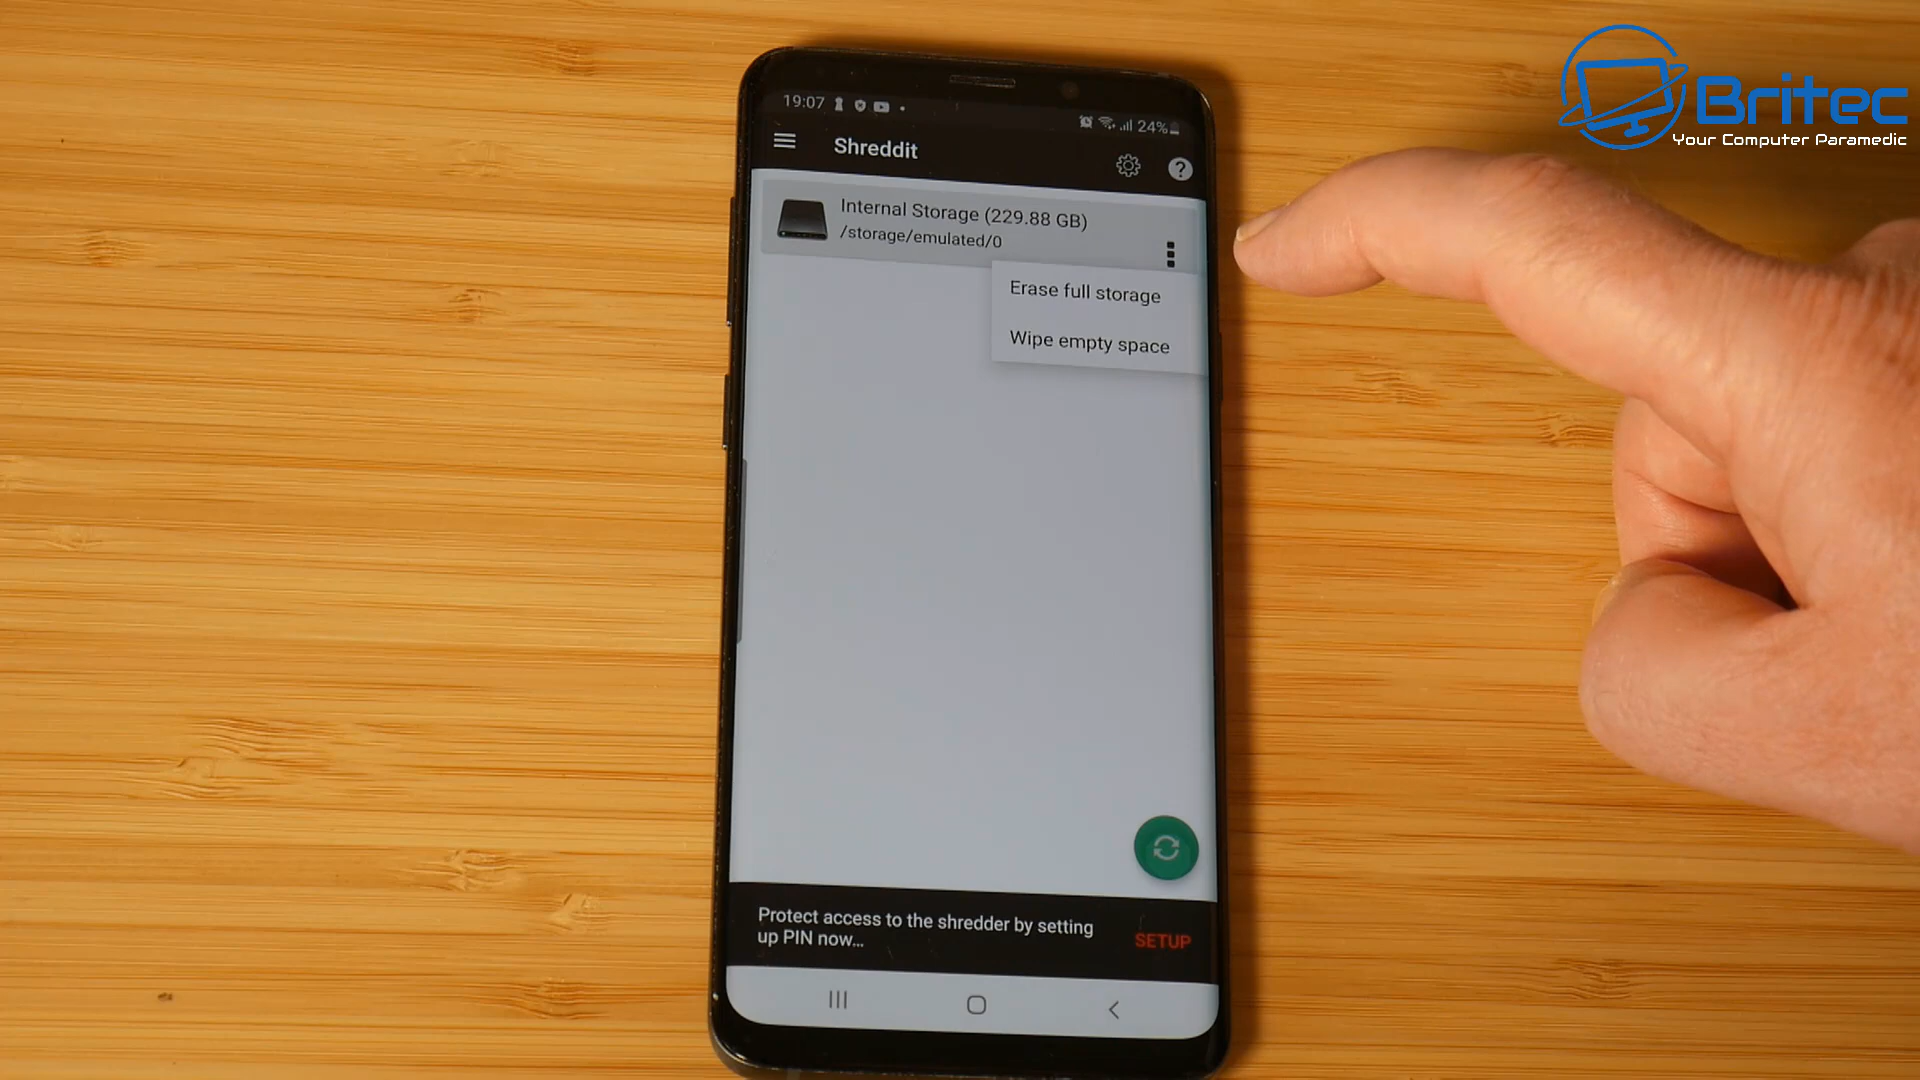 Britec
Your Computer Paramedic
19:07
24%
Shreddit
?
Internal Storage (229.88 GB)
/storage/emulated/0
Erase full storage
Wipe empty space
Protect access to the shredder by setting
up PIN now...
SETUP